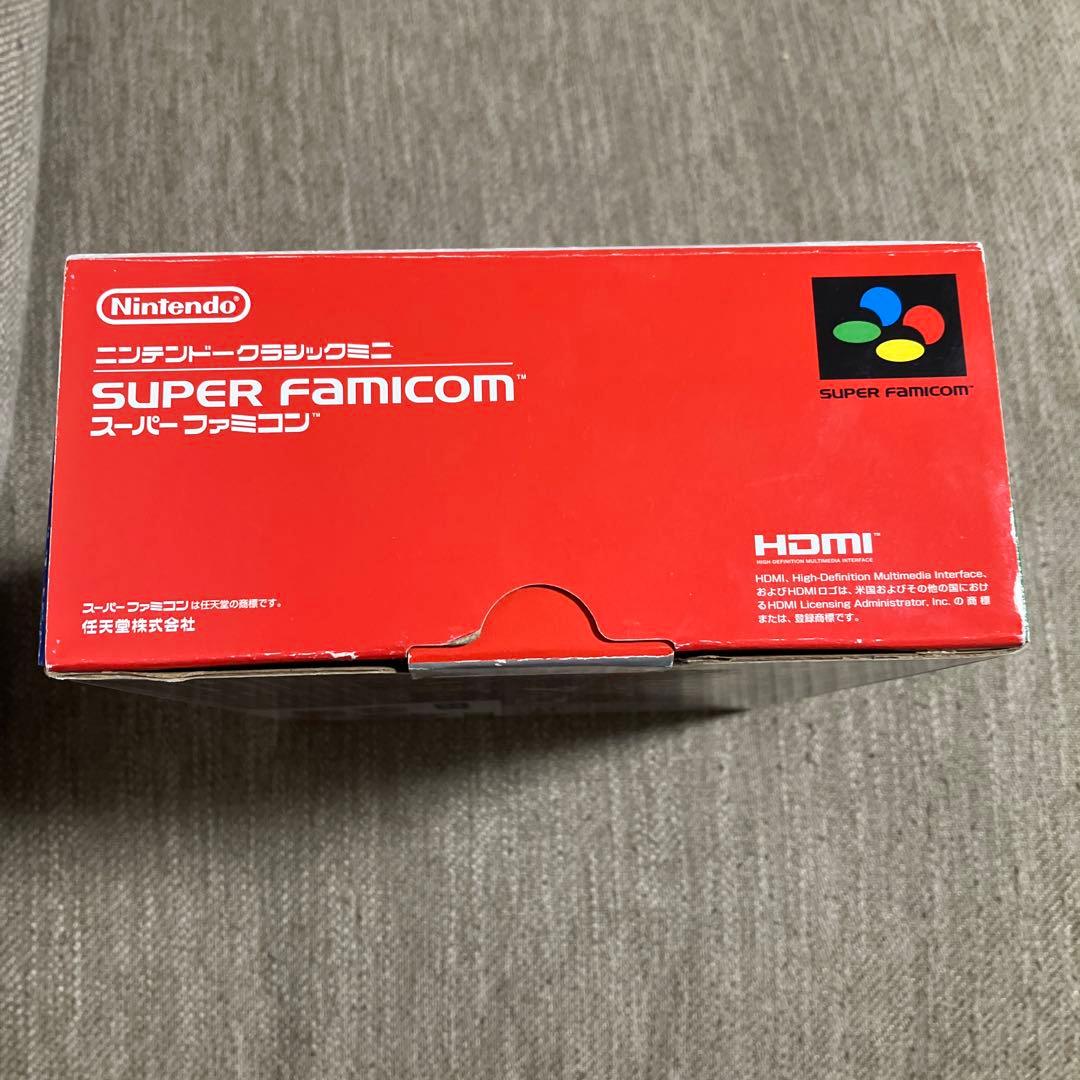 Nintendo®
ニンテンドークラシックミニ
SUPER FAMICOM™
スーパーファミコン™
SUPER FAMICOM™
HDMI™
HIGH-DEFINITION MULTIMEDIA INTERFACE
HDMI、High-Definition Multimedia Interface、
およびHDMIロゴは、米国およびその他の国におけ
るHDMI Licensing Administrator, Inc. の商標
または、登録商標です。
スーパーファミコンは任天堂の商標です。
任天堂株式会社